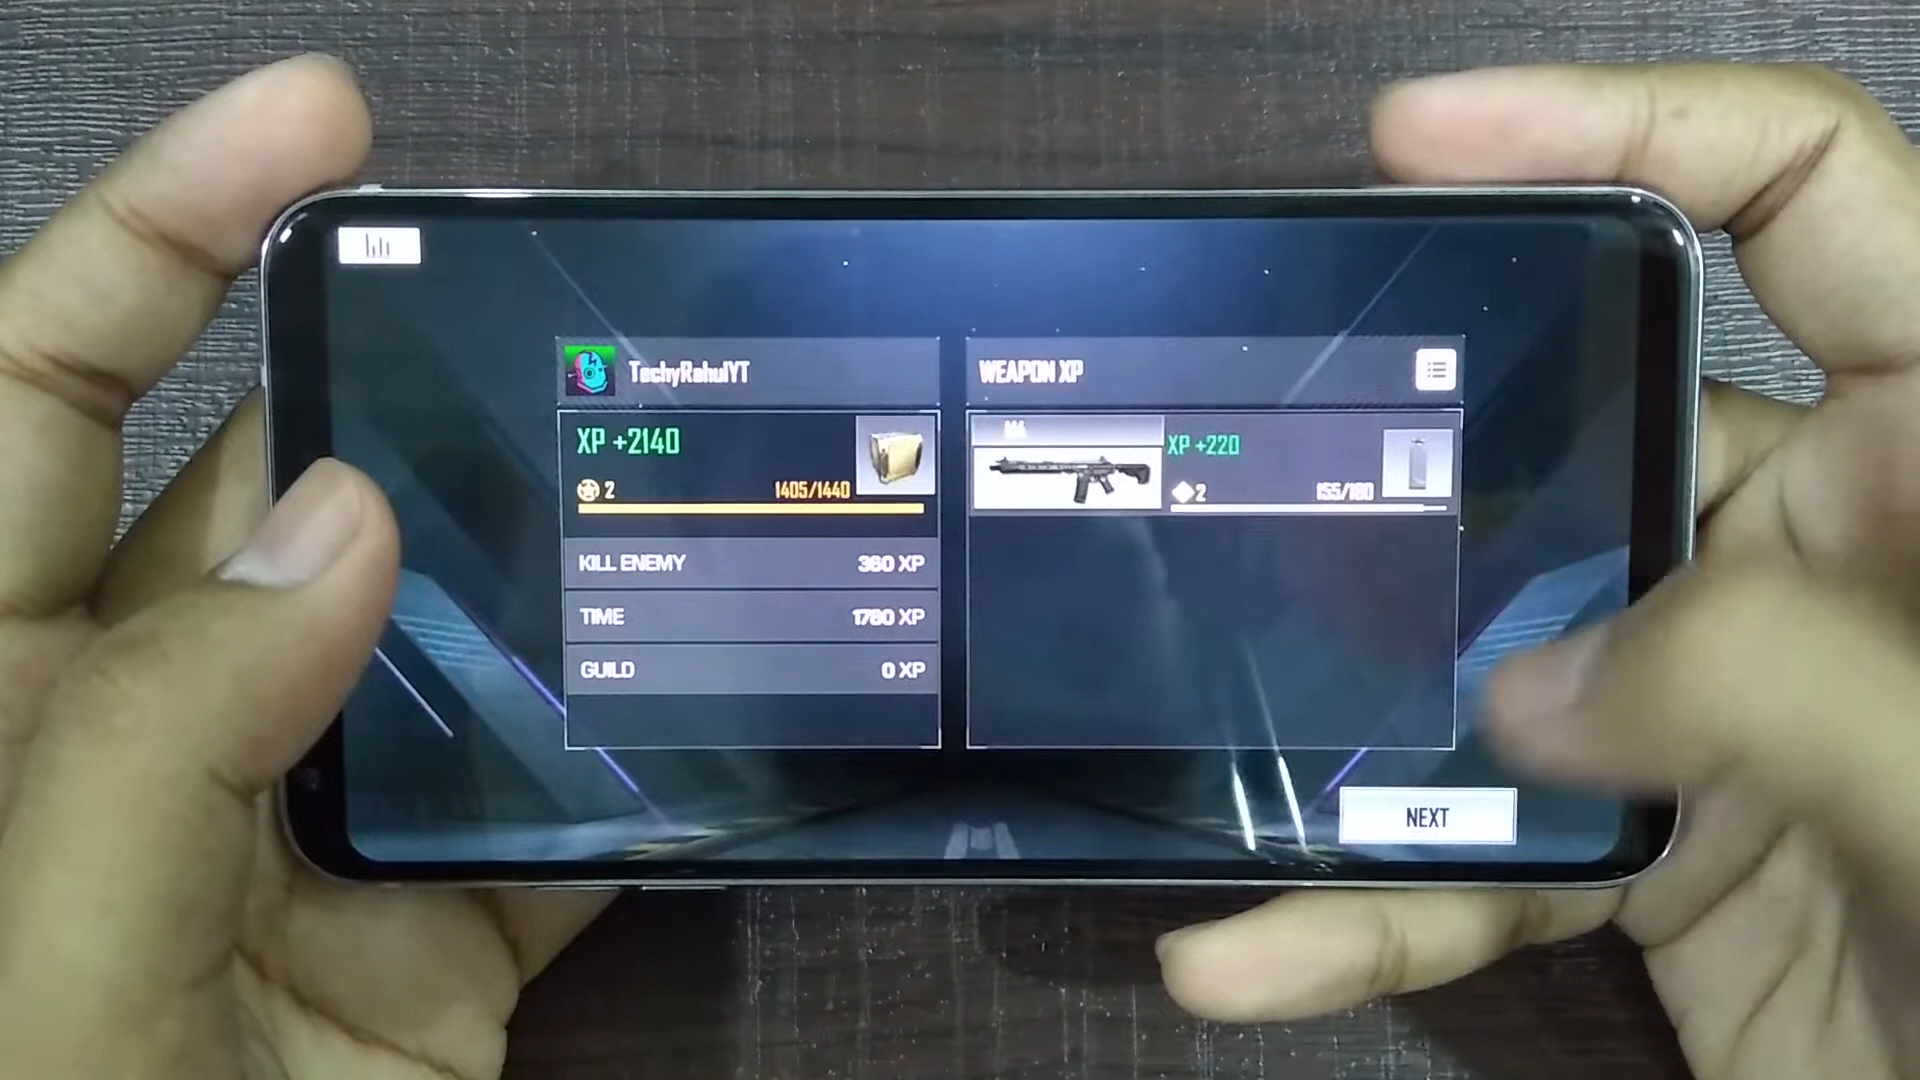 TechyRahulYT
XP +2140
2
1405/1440
KILL ENEMY
360 XP
TIME
1780 XP
GUILD
0 XP
WEAPON XP
M4
XP +220
2
155/180
NEXT